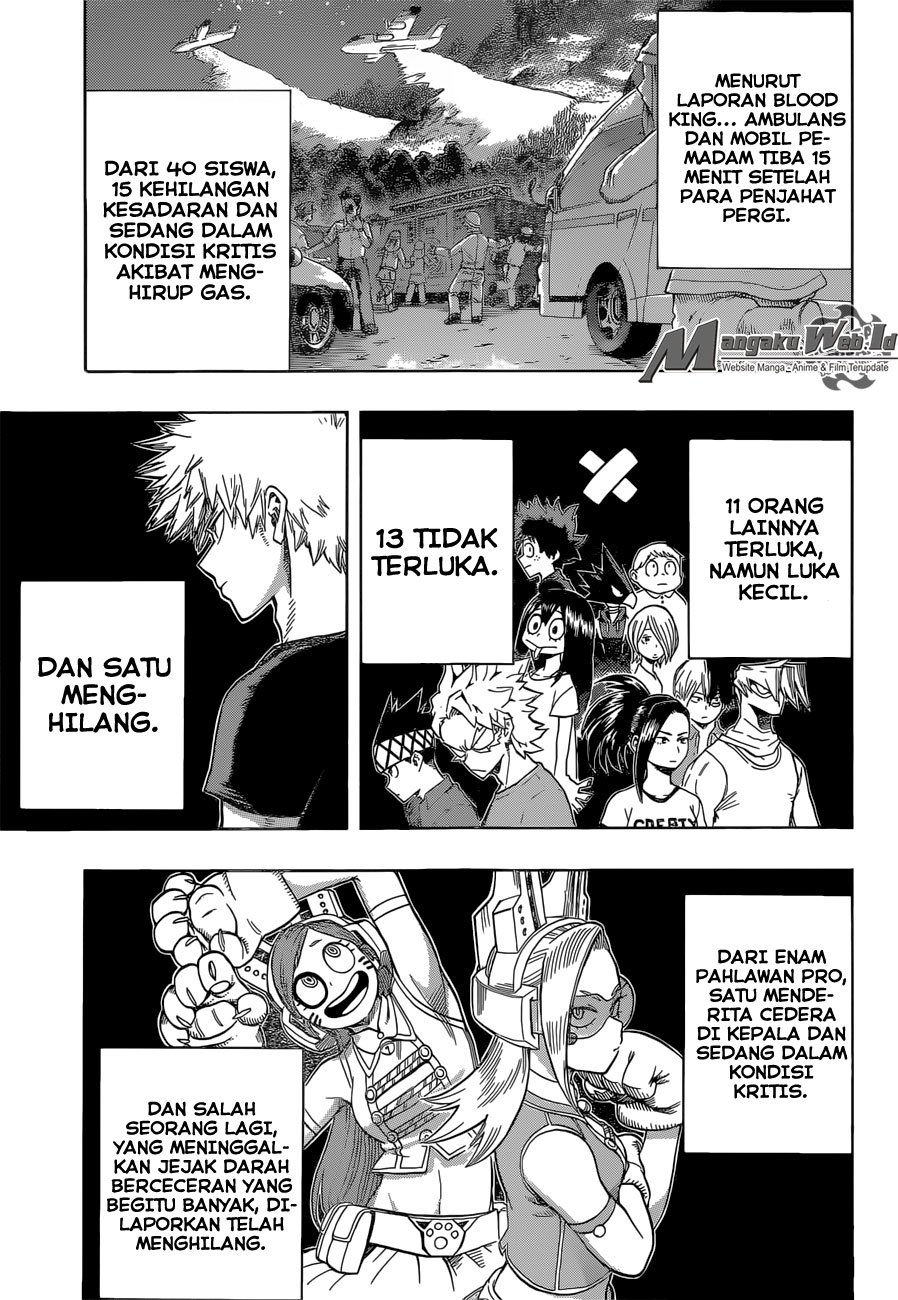 MENURUT
LAPORAN BLOOD
KING... AMBULANS
DAN MOBIL PE-
MADAM TIBA 15
MENIT SETELAH
PARA PENJAHAT
PERGI.
DARI 40 SISWA,
15 KEHILANGAN
KESADARAN DAN
SEDANG DALAM
KONDISI KRITIS
AKIBAT MENG-
HIRUP GAS.
Mangaku.Web.Id
Website Manga - Anime & Film Terupdate
11 ORANG
LAINNYA
TERLUKA,
NAMUN LUKA
KECIL.
13 TIDAK
TERLUKA.
DAN SATU
MENG-
HILANG.
DARI ENAM
PAHLAWAN PRO,
SATU MENDE-
RITA CEDERA
DI KEPALA DAN
SEDANG DALAM
KONDISI
KRITIS.
DAN SALAH
SEORANG LAGI,
YANG MENINGGAL-
KAN JEJAK DARAH
BERCECERAN YANG
BEGITU BANYAK, DI-
LAPORKAN TELAH
MENGHILANG.